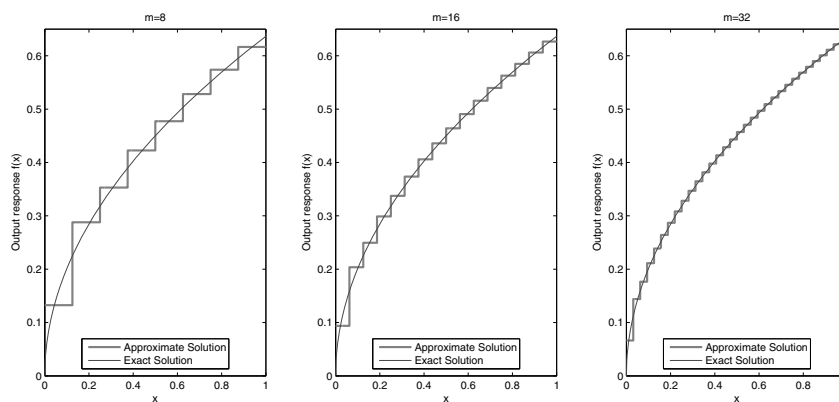 m=8
Output response f(x)
0.6
0.5
0.4
0.3
0.2
0.1
0
Approximate Solution
Exact Solution
0 0.2 0.4 0.6 0.8 1
x
m=16
Output response f(x)
0.6
0.5
0.4
0.3
0.2
0.1
0
Approximate Solution
Exact Solution
0 0.2 0.4 0.6 0.8 1
x
m=32
Output response f(x)
0.6
0.5
0.4
0.3
0.2
0.1
0
Approximate Solution
Exact Solution
0 0.2 0.4 0.6 0.8
x